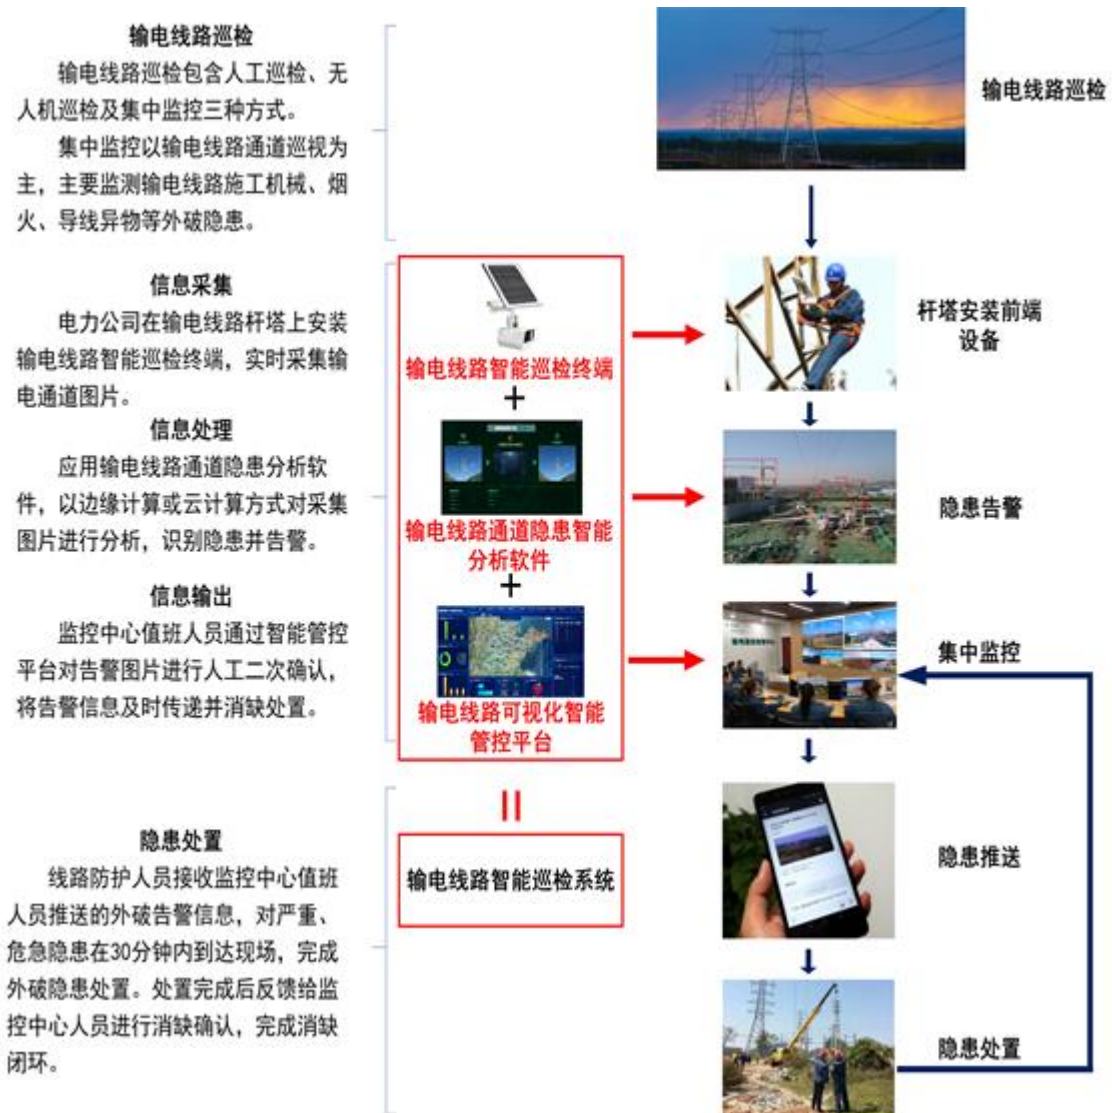 输电线路巡检
输电线路巡检包含人工巡检、无
人机巡检及集中监控三种方式。
集中监控以输电线路通道巡视为
主，主要监测输电线路施工机械、烟
火、导线异物等外破隐患。
信息采集
电力公司在输电线路杆塔上安装
输电线路智能巡检终端，实时采集输
电通道图片。
信息处理
应用输电线路通道隐患分析软
件，以边缘计算或云计算方式对采集
图片进行分析，识别隐患并告警。
信息输出
监控中心值班人员通过智能管控
平台对告警图片进行人工二次确认，
将告警信息及时传递并消缺处置。
隐患处置
线路防护人员接收监控中心值班
人员推送的外破告警信息，对严重、
危急隐患在30分钟内到达现场，完成
外破隐患处置。处置完成后反馈给监
控中心人员进行消缺确认，完成消缺
闭环。
输电线路智能巡检终端
+
输电线路通道隐患智能
分析软件
+
输电线路可视化智能
管控平台
输电线路智能巡检系统
输电线路巡检
杆塔安装前端
设备
隐患告警
集中监控
隐患推送
隐患处置